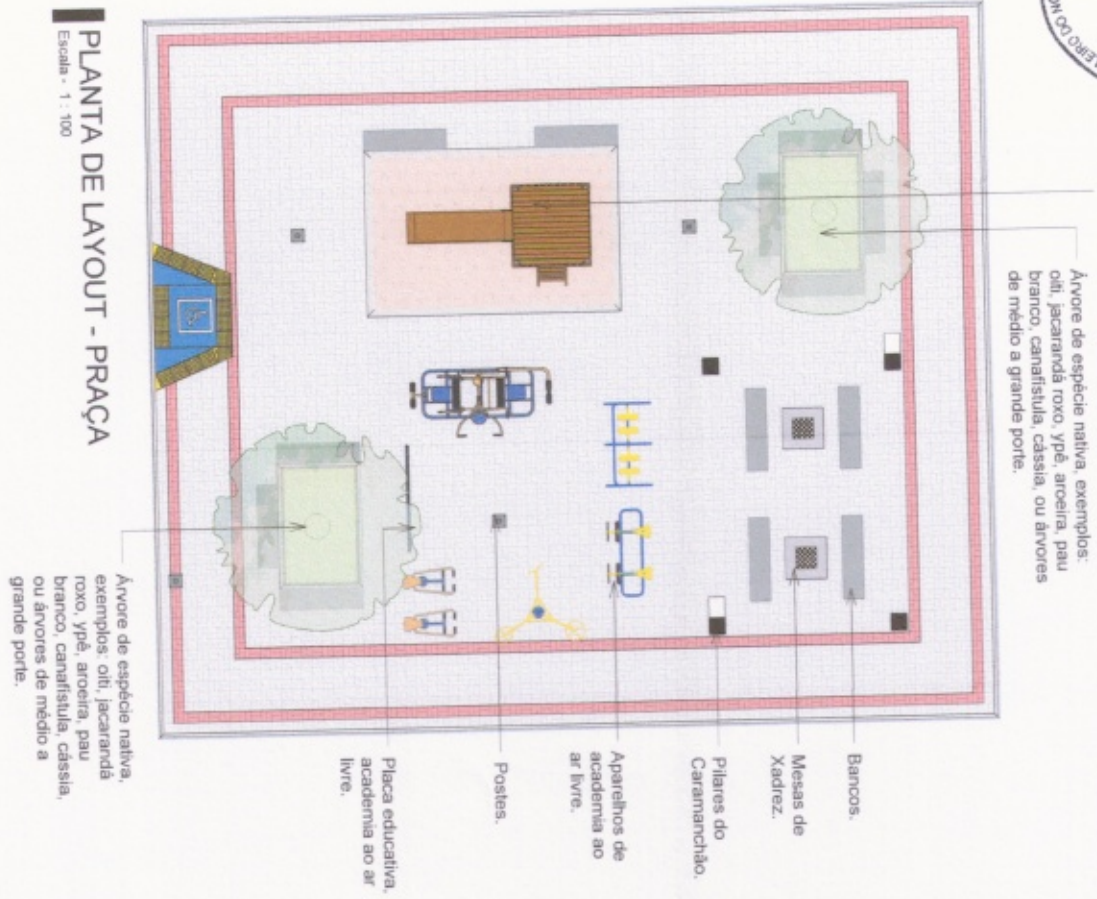 Árvore de espécie nativa, exemplos:
oiti, jacarandá roxo, ypê, aroeira, pau
branco, canafístula, cássia, ou árvores
de médio a grande porte.
Bancos.
Mesas de
Xadrez.
Pilares do
Caramanchão.
Aparelhos de
academia ao
ar livre.
Postes.
Placa educativa,
academia ao ar
livre.
Árvore de espécie nativa,
exemplos: oiti, jacarandá
roxo, ypê, aroeira, pau
branco, canafístula, cássia,
ou árvores de médio a
grande porte.
PLANTA DE LAYOUT - PRAÇA
Escala - 1 : 100